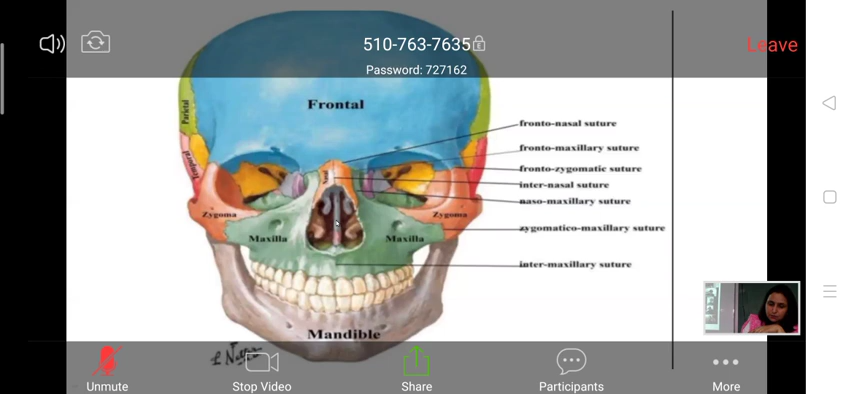 510-763-7635
Leave
Password: 727162
Frontal
Parietal
Temporal
Nasal
Zygoma
Zygoma
Maxilla
Maxilla
Mandible
fronto-nasal suture
fronto-maxillary suture
fronto-zygomatic suture
inter-nasal suture
naso-maxillary suture
zygomatico-maxillary suture
inter-maxillary suture
Unmute
Stop Video
Share
Participants
More